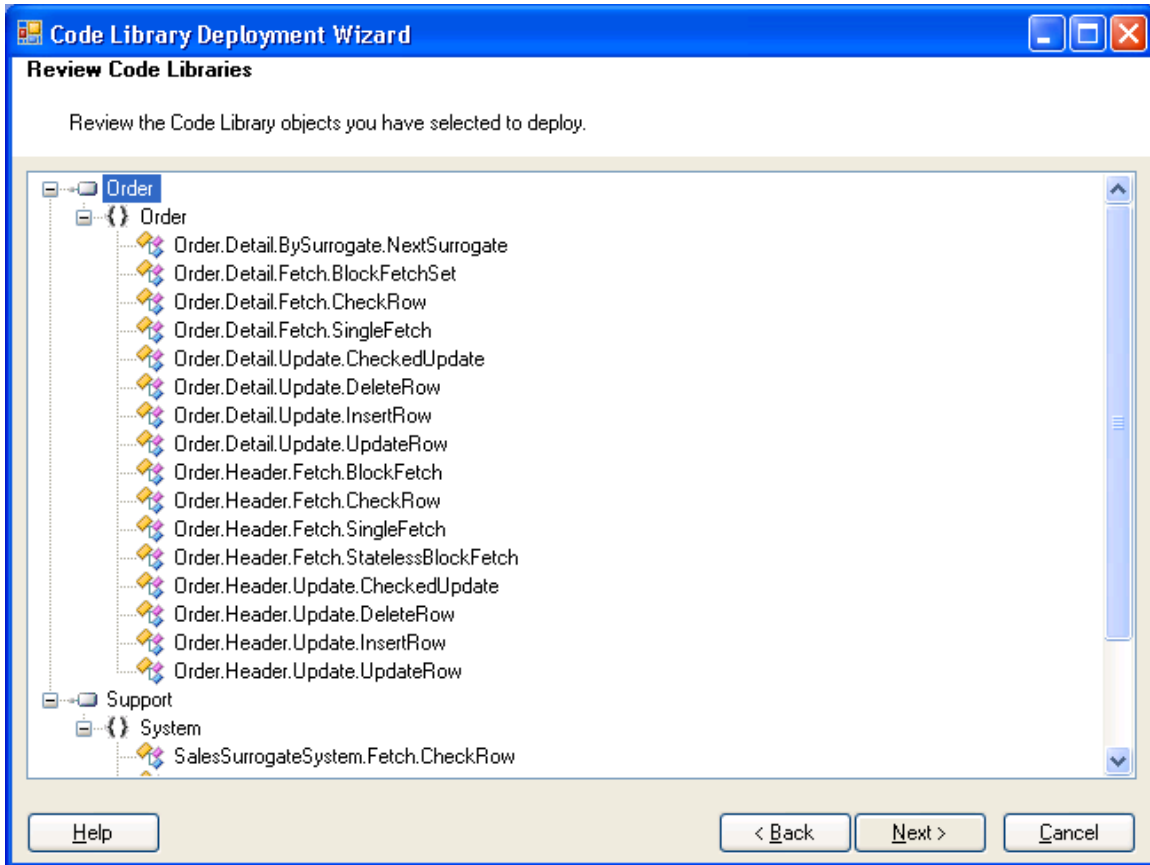 Code Library Deployment Wizard
Review Code Libraries
Review the Code Library objects you have selected to deploy.
Order
{} Order
Order.Detail.BySurrogate.NextSurrogate
Order.Detail.Fetch.BlockFetchSet
Order.Detail.Fetch.CheckRow
Order.Detail.Fetch.SingleFetch
Order.Detail.Update.CheckedUpdate
Order.Detail.Update.DeleteRow
Order.Detail.Update.InsertRow
Order.Detail.Update.UpdateRow
Order.Header.Fetch.BlockFetch
Order.Header.Fetch.CheckRow
Order.Header.Fetch.SingleFetch
Order.Header.Fetch.StatelessBlockFetch
Order.Header.Update.CheckedUpdate
Order.Header.Update.DeleteRow
Order.Header.Update.InsertRow
Order.Header.Update.UpdateRow
Support
{} System
SalesSurrogateSystem.Fetch.CheckRow
Help < Back Next > Cancel